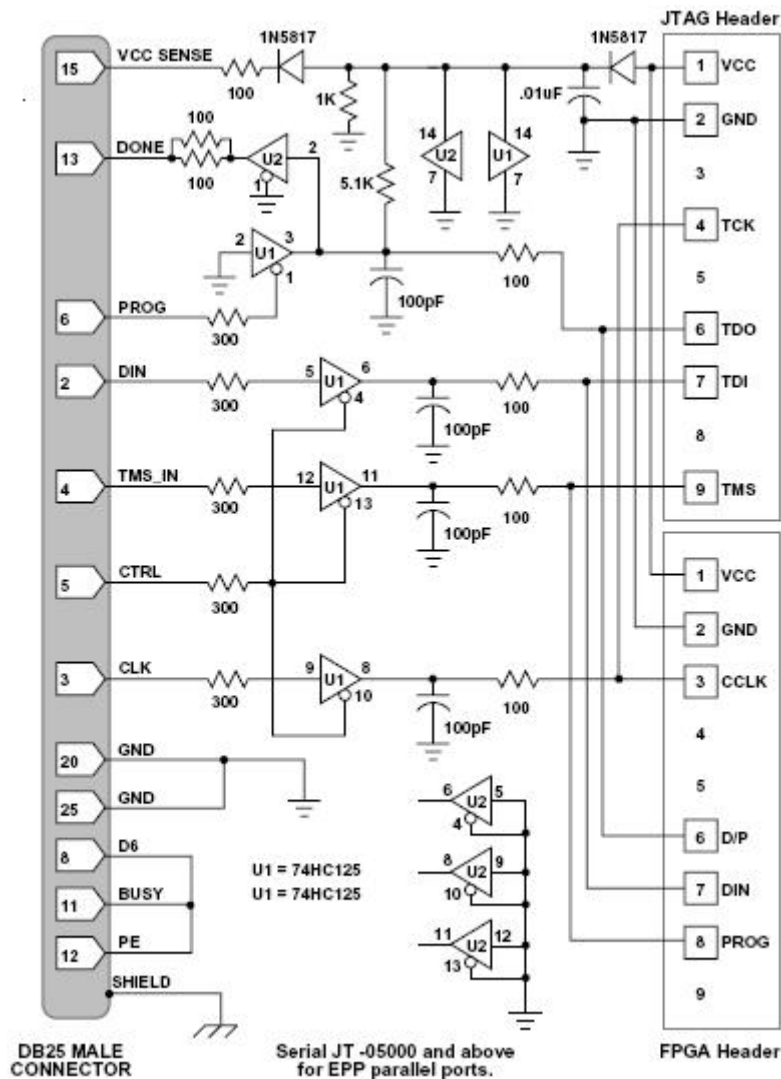 JTAG Header
1N5817
1N5817
15
VCC SENSE
1
VCC
100
1K
.01uF
2
GND
14
14
U2
U1
7
7
13
DONE
100
100
U2
2
1
5.1K
3
4
TCK
2
U1
3
1
100pF
100
5
6
PROG
300
6
TDO
2
DIN
300
5
U1
6
4
100pF
100
7
TDI
8
4
TMS_IN
300
12
U1
11
13
100pF
100
9
TMS
5
CTRL
300
1
VCC
2
GND
3
CLK
300
9
U1
8
10
100pF
100
3
CCLK
4
20
GND
25
GND
5
6
U2
5
4
6
D/P
8
D6
U1 = 74HC125
U1 = 74HC125
8
U2
9
10
7
DIN
11
BUSY
11
U2
12
13
8
PROG
12
PE
9
SHIELD
DB25 MALE
CONNECTOR
Serial JT -05000 and above
for EPP parallel ports.
FPGA Header